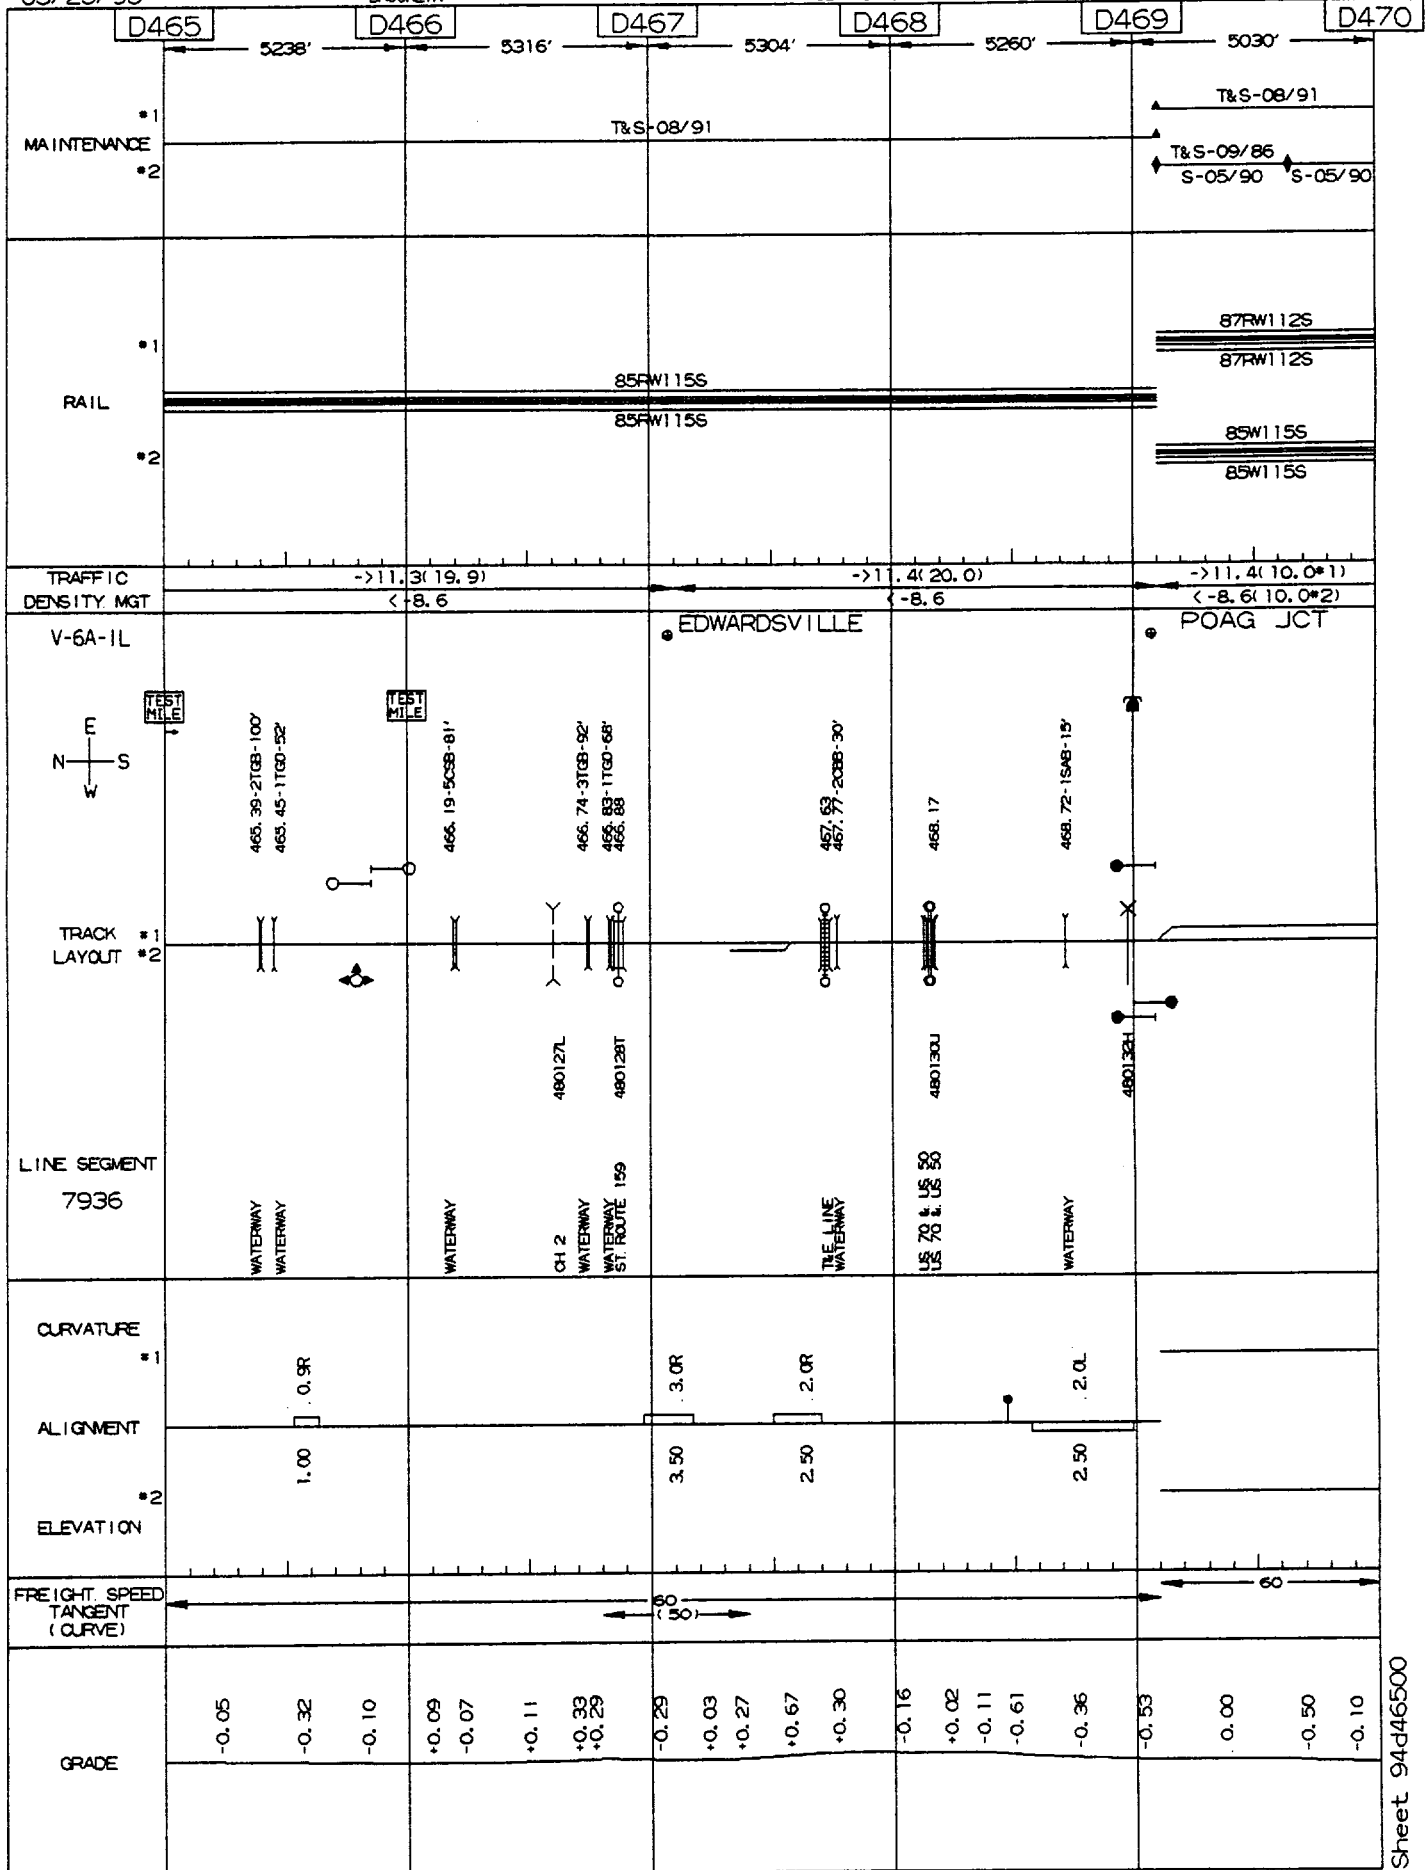 D465 D466 D467 D468 D469 D470
5238' 5316' 5304' 5260' 5030'
*1
MAINTENANCE
*2
T&S-08/91
T&S-08/91
T&S-09/86
S-05/90 S-05/90
*1
RAIL
*2
85RW115S
85RW115S
87RW112S
87RW112S
85W115S
85W115S
TRAFFIC
DENSITY MGT
->11.3(19.9) ->11.4(20.0) ->11.4(10.0*1)
<-8.6 <-8.6 <-8.6(10.0*2)
V-6A-IL
EDWARDSVILLE
POAG JCT
TEST
MILE
TEST
MILE
E
N S
W
465.39-2TGB-100'
465.45-1TGO-52'
466.19-5CSB-81'
466.74-3TGB-92'
466.83-1TGO-68'
466.88
467.63
467.77-2CBB-30'
468.17
468.72-1SAB-15'
TRACK *1
LAYOUT *2
480127L
480128T
480130U
480132H
LINE SEGMENT
7936
WATERWAY
WATERWAY
WATERWAY
CH 2
WATERWAY
WATERWAY
ST. ROUTE 159
T&E LINE
WATERWAY
US 70 & US 50
US 70 & US 50
WATERWAY
CURVATURE
*1
0.9R
3.0R
2.0R
2.0L
ALIGNMENT
1.00
3.50
2.50
2.50
*2
ELEVATION
FREIGHT SPEED
TANGENT
(CURVE)
60
(50)
60
GRADE
-0.05
-0.32
-0.10
+0.09
-0.07
+0.11
+0.33
+0.29
-0.29
+0.03
+0.27
+0.67
+0.30
-0.16
+0.02
-0.11
-0.61
-0.36
-0.53
0.00
-0.50
-0.10
Sheet 94d46500